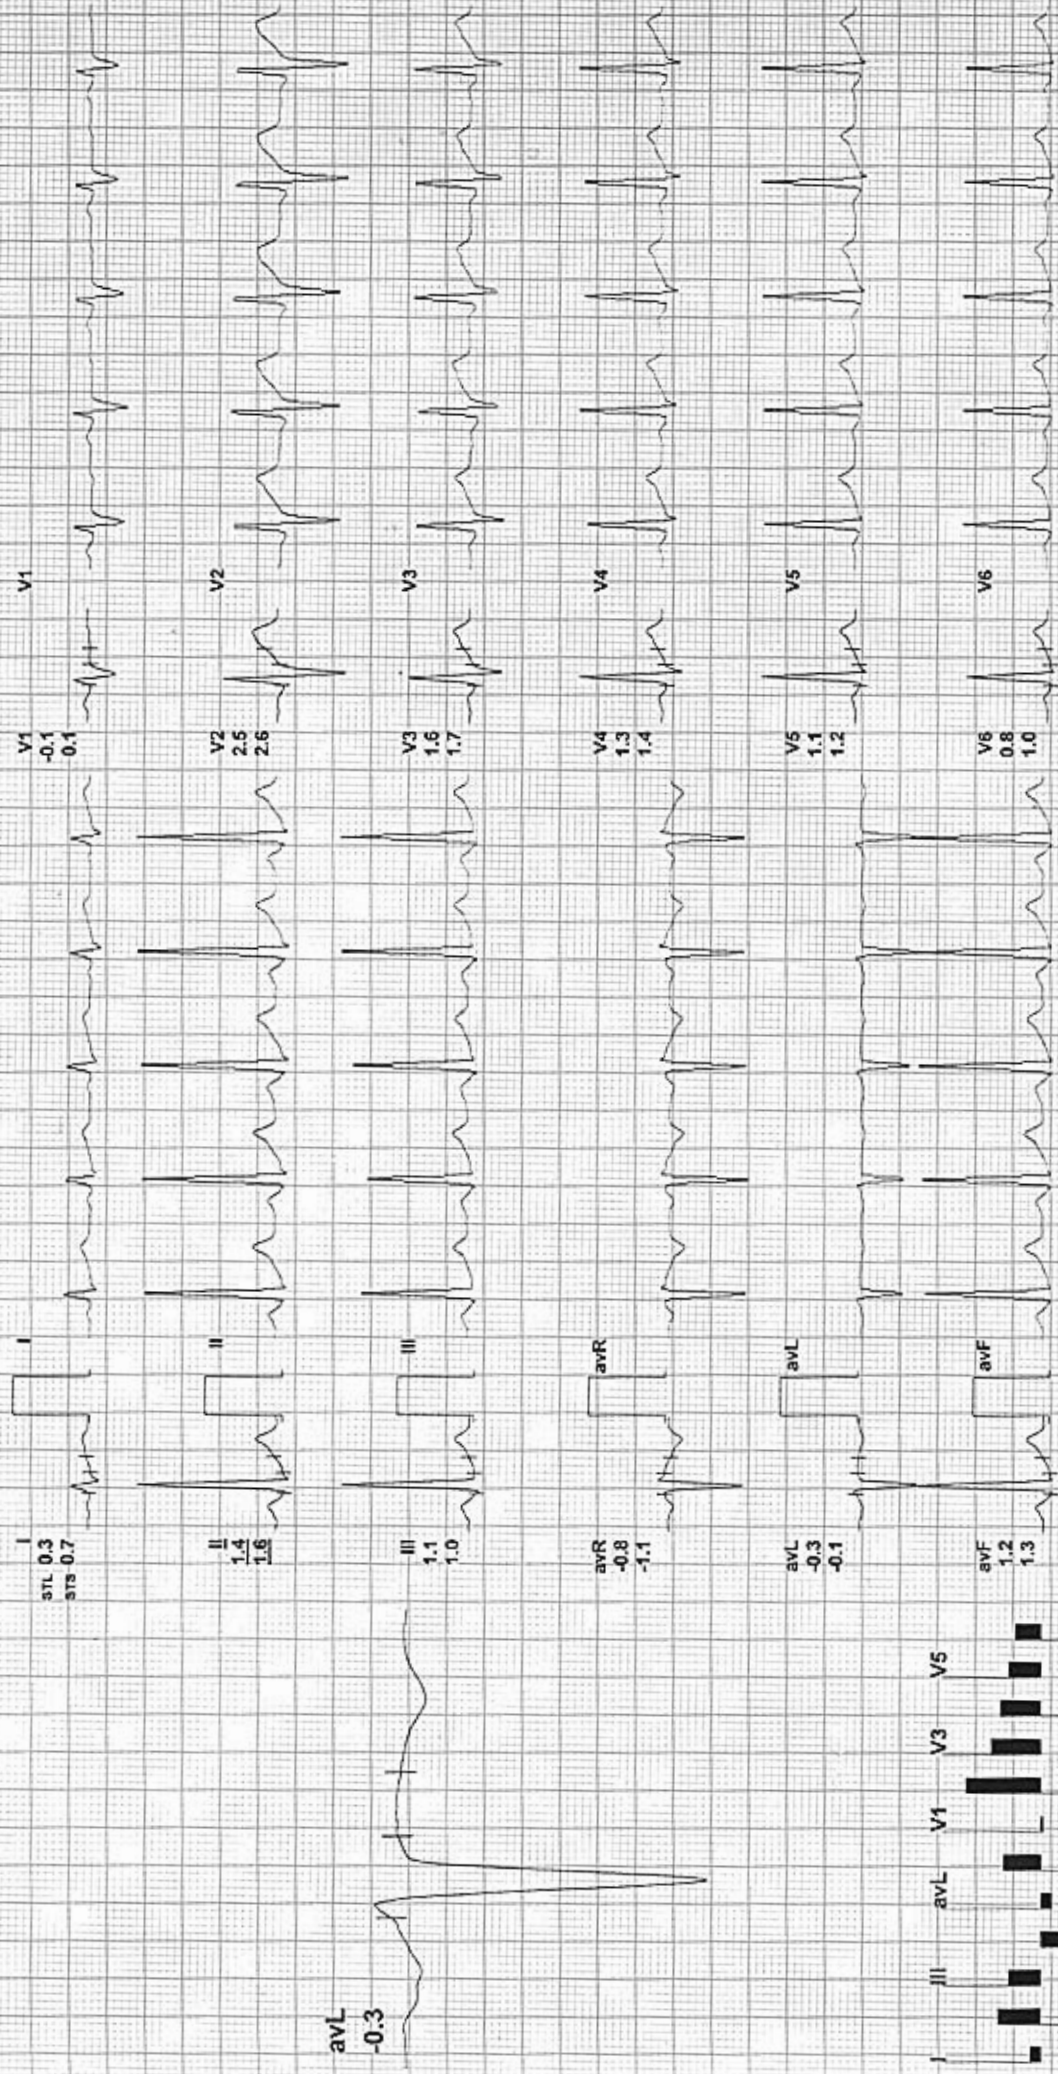 avL
-0.3
I III avL V1 V3 V5
I
STL 0.3
STS 0.7
II
1.4
1.6
III
1.1
1.0
avR
-0.8
-1.1
avL
-0.3
-0.1
avF
1.2
1.3
I
II
III
avR
avL
avF
V1
-0.1
0.1
V2
2.5
2.6
V3
1.6
1.7
V4
1.3
1.4
V5
1.1
1.2
V6
0.8
1.0
V1
V2
V3
V4
V5
V6